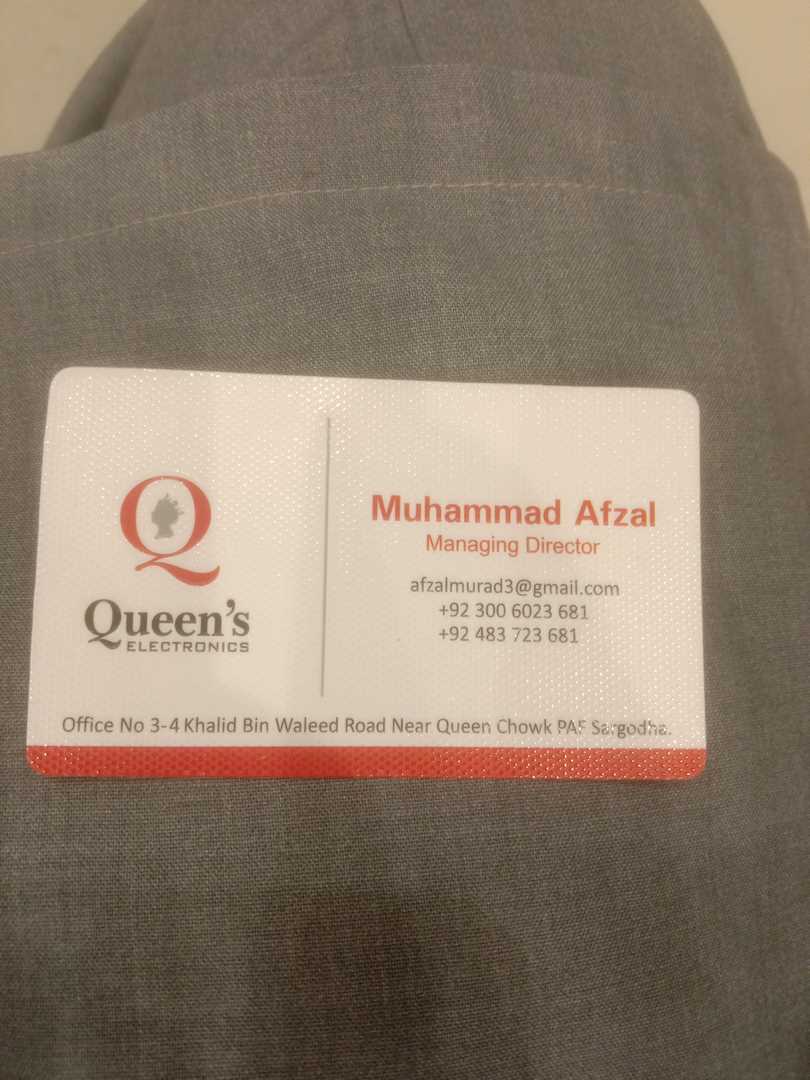 Q
Queen's
ELECTRONICS
Muhammad Afzal
Managing Director
afzalmurad3@gmail.com
+92 300 6023 681
+92 483 723 681
Office No 3-4 Khalid Bin Waleed Road Near Queen Chowk PAF Sargodha.